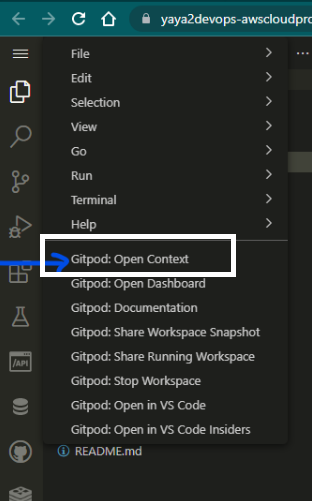 yaya2devops-awscloudpro
File
Edit
Selection
View
Go
Run
Terminal
Help
Gitpod: Open Context
Gitpod: Open Dashboard
Gitpod: Documentation
Gitpod: Share Workspace Snapshot
Gitpod: Share Running Workspace
Gitpod: Stop Workspace
Gitpod: Open in VS Code
Gitpod: Open in VS Code Insiders
/API
README.md